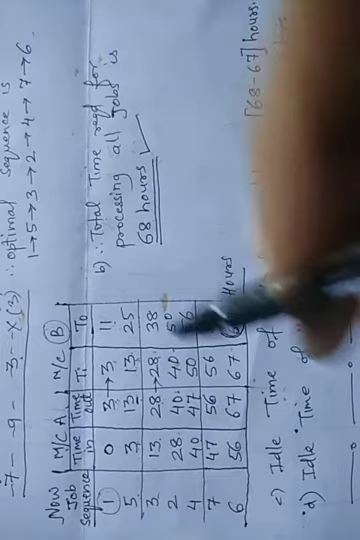 -7- -9- -3- -X(3) ∴ optimal sequence is
1→5→3→2→4→7→6.
Now M/C A M/C B
Job Sequence Time in Time out Ti To
1 0 3→3 11
5 3 13 13 25
3 13 28→28 38
2 28 40 40 50
4 40 47 50 56
7 47 56 56
6 56 67 67
b) ∴ Total Time reqd for
processing all jobs is
68 hours ✓
c) Idle Time of
Hours
d) Idle Time of
[68-67] hours.